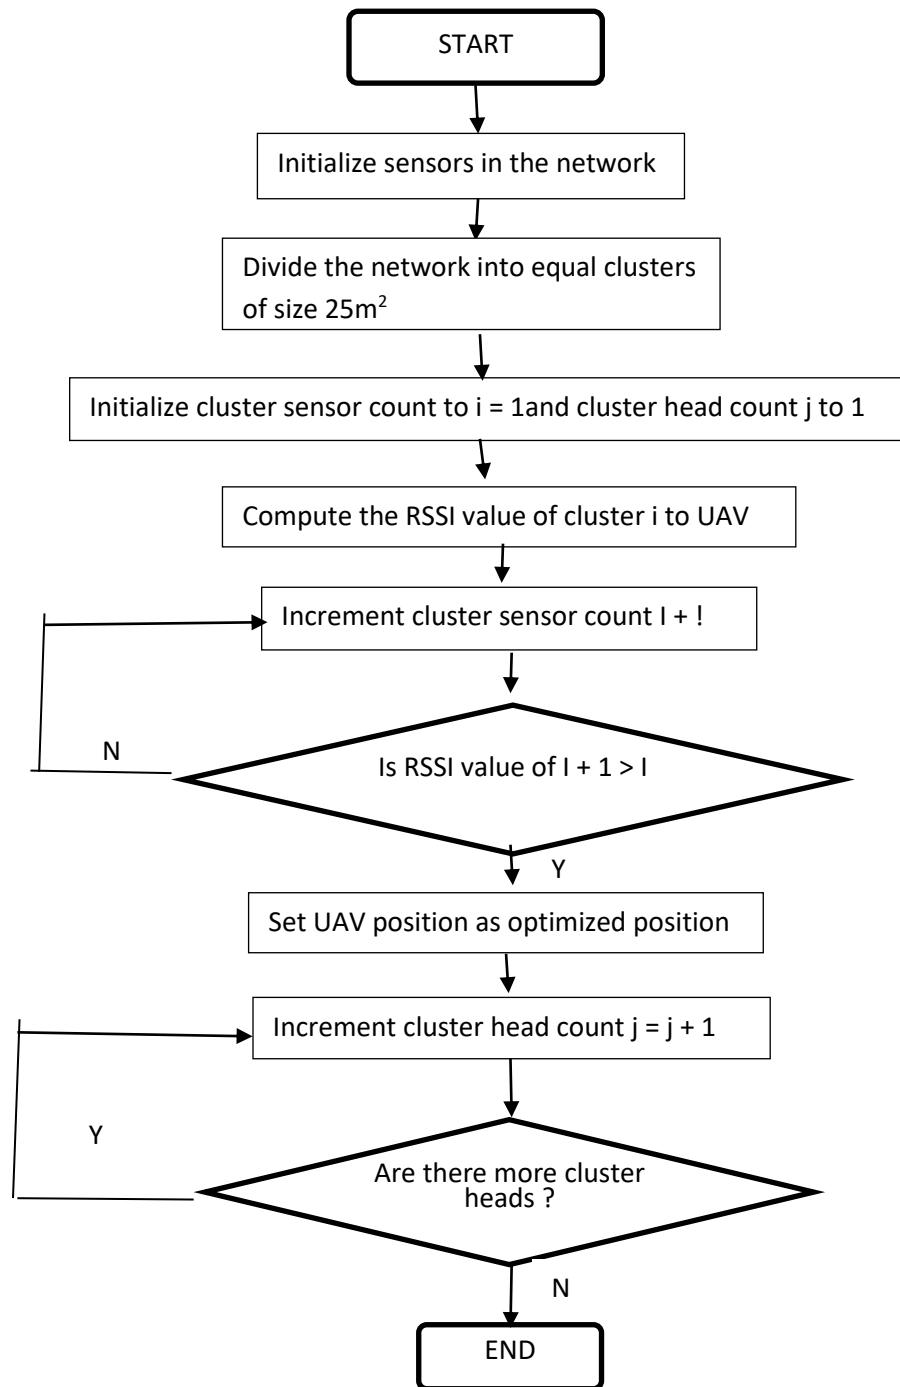 START
Initialize sensors in the network
Divide the network into equal clusters
of size 25m²
Initialize cluster sensor count to i = 1and cluster head count j to 1
Compute the RSSI value of cluster i to UAV
Increment cluster sensor count I + !
N
Is RSSI value of I + 1 > I
Y
Set UAV position as optimized position
Increment cluster head count j = j + 1
Y
Are there more cluster
heads ?
N
END